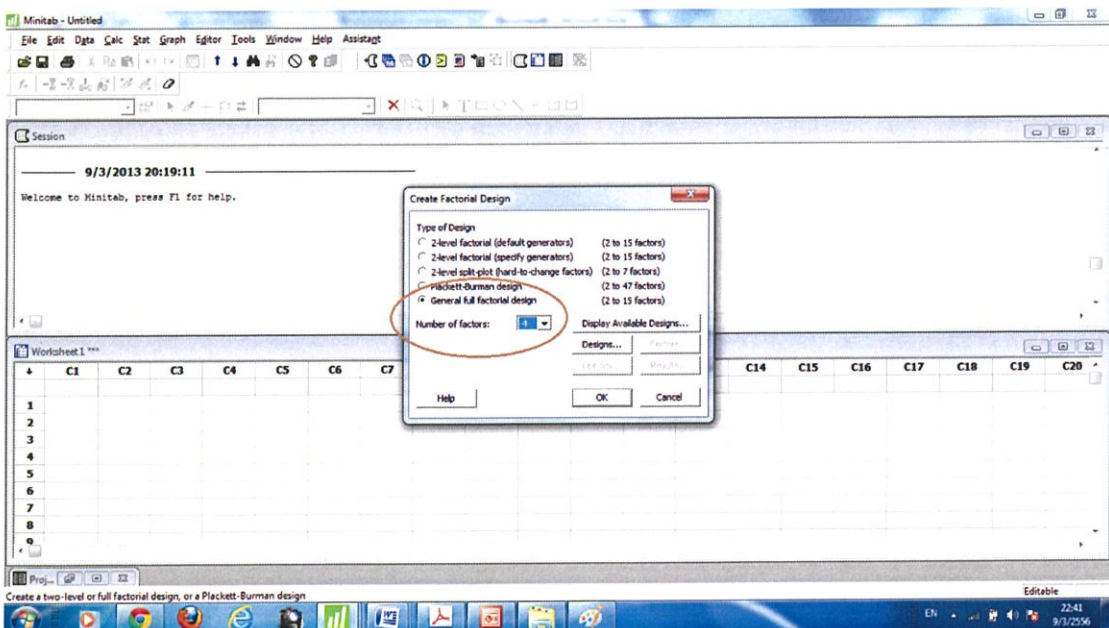 Minitab - Untitled
File Edit Data Calc Stat Graph Editor Tools Window Help Assistant
Session
9/3/2013 20:19:11
Welcome to Minitab, press F1 for help.
Create Factorial Design
Type of Design
2-level factorial (default generators) (2 to 15 factors)
2-level factorial (specify generators) (2 to 15 factors)
2-level split-plot (hard-to-change factors) (2 to 7 factors)
Plackett-Burman design (2 to 47 factors)
General full factorial design (2 to 15 factors)
Number of factors: Display Available Designs...
Designs... Factors...
Options... Results...
Help OK Cancel
Worksheet 1 ***
C1 C2 C3 C4 C5 C6 C7 C14 C15 C16 C17 C18 C19 C20
1
2
3
4
5
6
7
8
9
Proj...
Create a two-level or full factorial design, or a Plackett-Burman design Editable
EN 22:41
9/3/2556